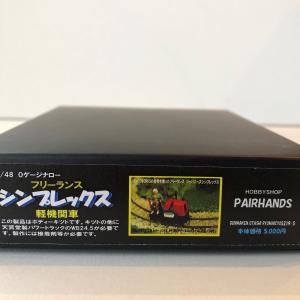 /48 Oゲージナロー
フリーランス
シンプレックス
軽機関車
この製品はボディーキットです。キットの他に
天賞堂製パワートラックのWB24.5が必要で
す。製作には接着剤等が必要です。
HOBBYSHOP
PAIRHANDS
本体価格 5,000円